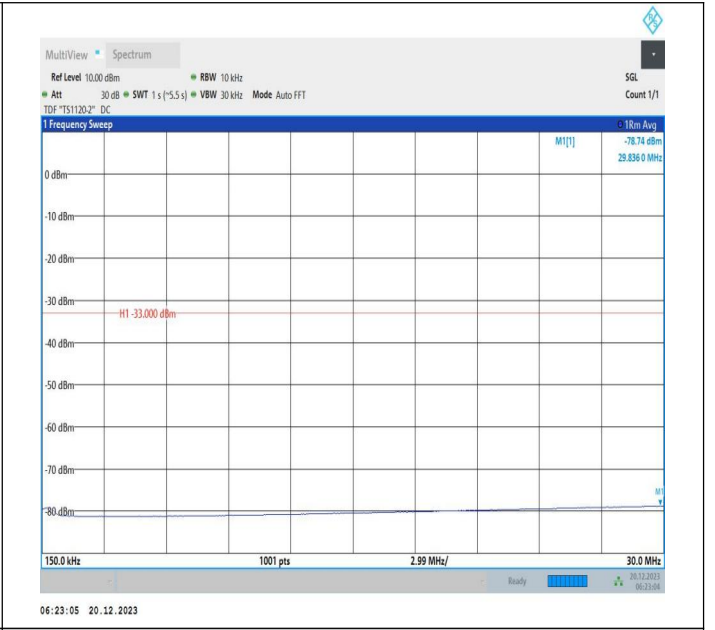 R&S
MultiView Spectrum
Ref Level 10.00 dBm RBW 10 kHz SGL
Att 30 dB SWT 1 s (~5.5 s) VBW 30 kHz Mode Auto FFT Count 1/1
TDF "TS1120-2" DC
1 Frequency Sweep 1Rm Avg
M1[1] -78.74 dBm
29.836 0 MHz
0 dBm
-10 dBm
-20 dBm
-30 dBm
H1 -33.000 dBm
-40 dBm
-50 dBm
-60 dBm
-70 dBm
M1
-80 dBm
150.0 kHz 1001 pts 2.99 MHz/ 30.0 MHz
Ready 20.12.2023
06:23:04
06:23:05 20.12.2023